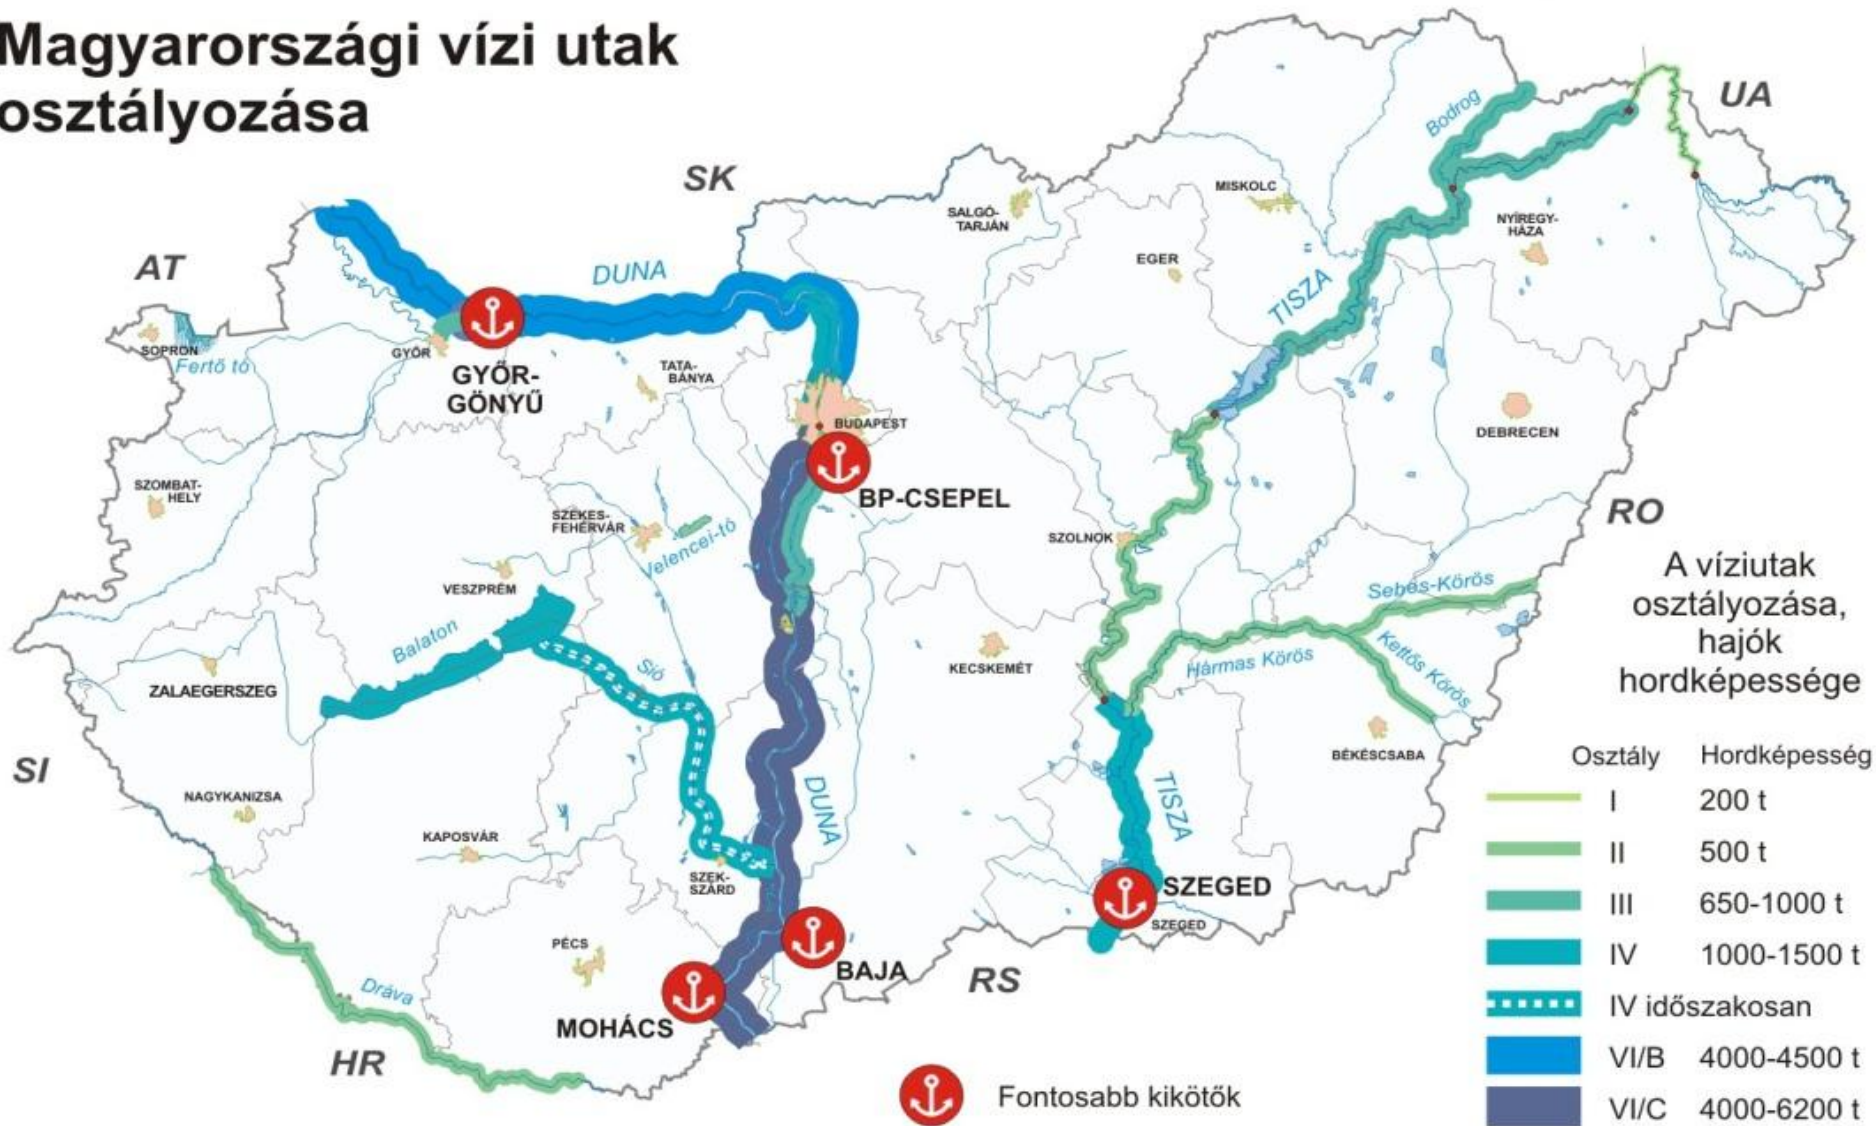 Magyarországi vízi utak
osztályozása
SK
UA
AT
RO
SI
HR
RS
DUNA
Bodrog
TISZA
MISKOLC
SALGÓ-
TARJÁN
EGER
NYÍREGY-
HÁZA
SOPRON
Fertő tó
GYŐR
GYŐR-
GÖNYŰ
TATA-
BÁNYA
BUDAPEST
BP-CSEPEL
DEBRECEN
SZOMBAT-
HELY
SZÉKES-
FEHÉRVÁR
Velencei-tó
VESZPRÉM
SZOLNOK
Balaton
Sió
KECSKEMÉT
Sebes-Körös
Hármas Körös
Kettős Körös
ZALAEGERSZEG
NAGYKANIZSA
KAPOSVÁR
DUNA
TISZA
BÉKÉSCSABA
SZEK-
SZÁRD
SZEGED
SZEGED
PÉCS
BAJA
MOHÁCS
Dráva
Fontosabb kikötők
A víziutak
osztályozása,
hajók
hordképessége
Osztály Hordképesség
I 200 t
II 500 t
III 650-1000 t
IV 1000-1500 t
IV időszakosan
VI/B 4000-4500 t
VI/C 4000-6200 t